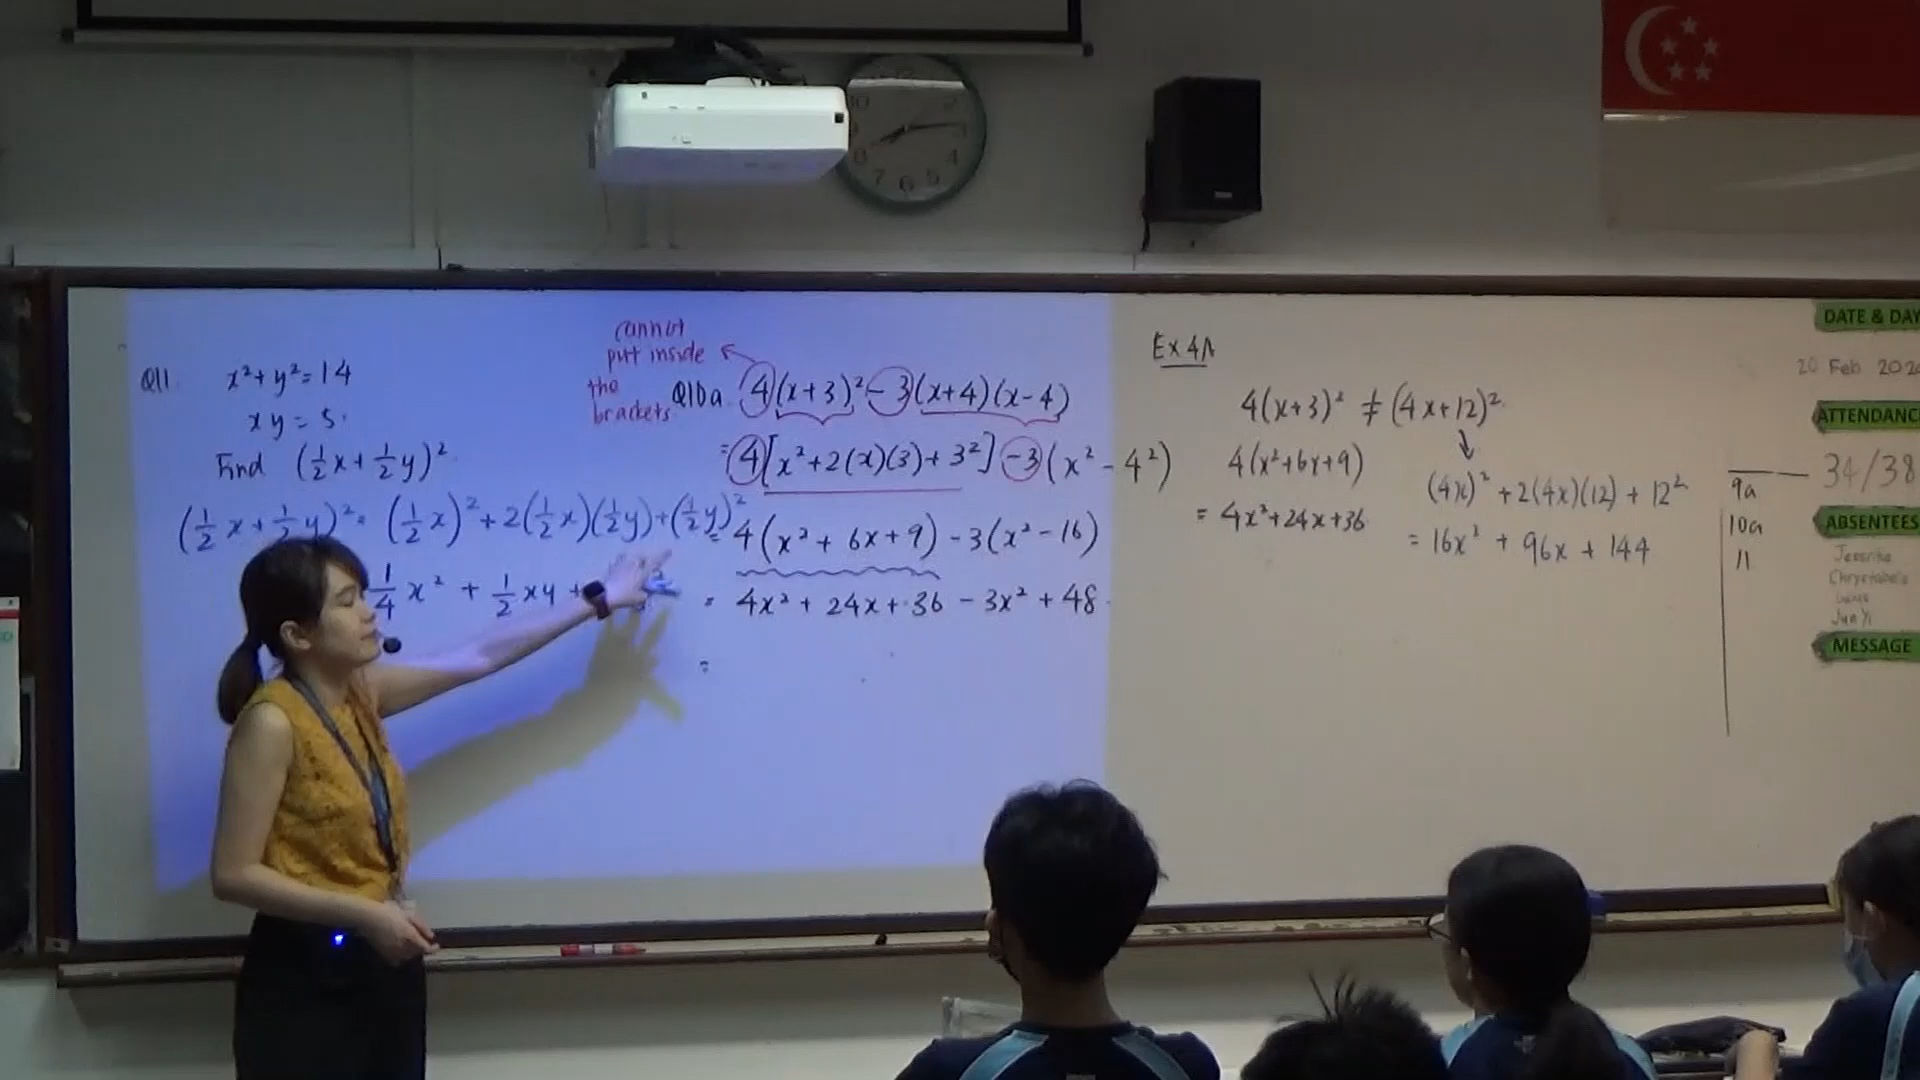 Q11 x²+y²=14
xy = 5
Find (½x+½y)²
(½x+½y)² = (½x)²+2(½x)(½y)+(½y)²
¼x² + ½xy +
cannot
put inside
the
brackets
Q10a 4(x+3)²-3(x+4)(x-4)
=4[x²+2(x)(3)+3²]-3(x²-4²)
= 4(x²+6x+9)-3(x²-16)
= 4x²+24x+36-3x²+48
=
Ex 4A
4(x+3)² ≠ (4x+12)²
4(x²+6x+9)
= 4x²+24x+36
(4x)²+2(4x)(12)+12²
= 16x²+96x+144
9a
10a
11
DATE & DAY
20 Feb
ATTENDANC
34/38
ABSENTEES
Jun Yi
MESSAGE